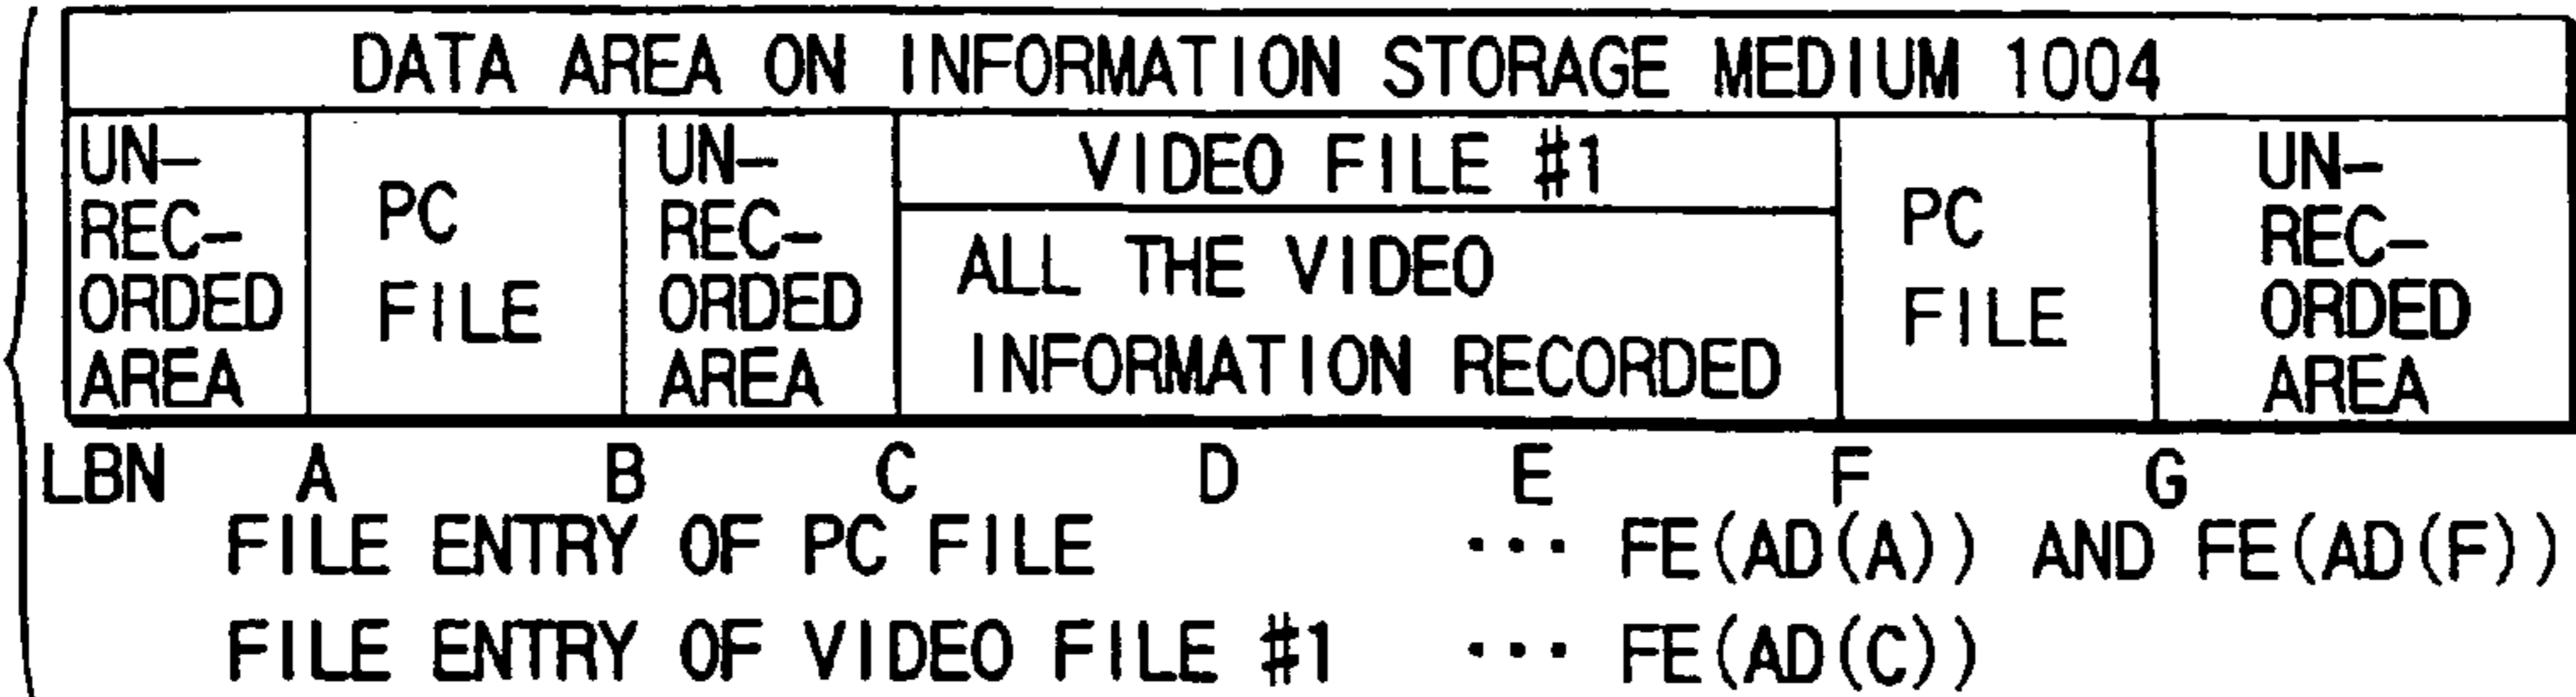 DATA AREA ON INFORMATION STORAGE MEDIUM 1004
UN-
REC-
ORDED
AREA
PC
FILE
UN-
REC-
ORDED
AREA
VIDEO FILE #1
ALL THE VIDEO
INFORMATION RECORDED
PC
FILE
UN-
REC-
ORDED
AREA
LBN A B C D E F G
FILE ENTRY OF PC FILE ··· FE(AD(A)) AND FE(AD(F))
FILE ENTRY OF VIDEO FILE #1 ··· FE(AD(C))